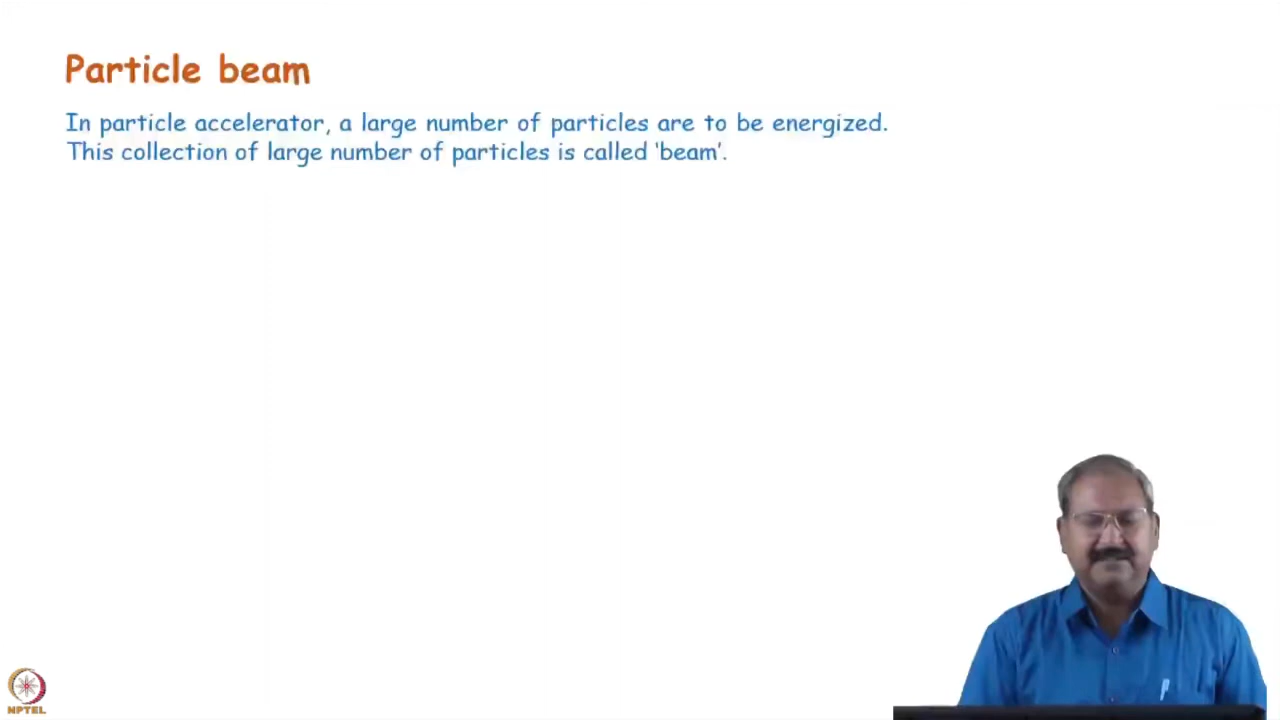 Particle beam
In particle accelerator, a large number of particles are to be energized.
This collection of large number of particles is called ‘beam’.
NPTEL